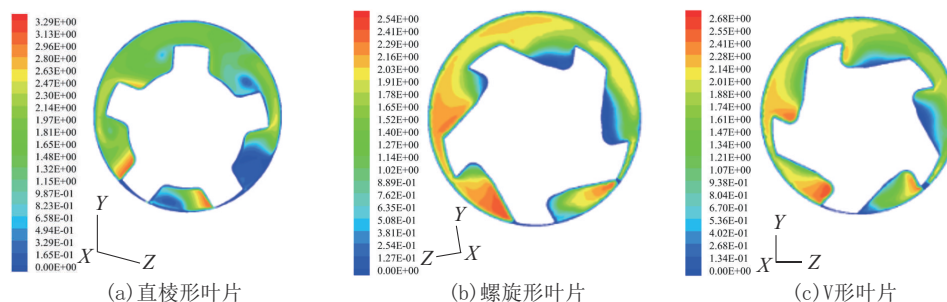 3.29E+00
3.13E+00
2.96E+00
2.80E+00
2.63E+00
2.47E+00
2.30E+00
2.14E+00
1.97E+00
1.81E+00
1.65E+00
1.48E+00
1.32E+00
1.15E+00
9.87E-01
8.23E-01
6.58E-01
4.94E-01
3.29E-01
1.65E-01
0.00E+00
Y
X
Z
(a)直棱形叶片
2.54E+00
2.41E+00
2.29E+00
2.16E+00
2.03E+00
1.91E+00
1.78E+00
1.65E+00
1.52E+00
1.40E+00
1.27E+00
1.14E+00
1.02E+00
8.89E+00
7.62E-01
6.35E-01
5.08E-01
3.81E-01
2.54E-01
1.27E-01
0.00E+00
Y
Z
X
(b)螺旋形叶片
2.68E+00
2.55E+00
2.41E+00
2.28E+00
2.14E+00
2.01E+00
1.88E+00
1.74E+00
1.61E+00
1.47E+00
1.34E+00
1.21E+00
1.07E+00
9.38E-01
8.04E-01
6.70E-01
5.36E-01
4.02E-01
2.68E-01
1.34E-01
0.00E+00
Y
X
Z
(c)V形叶片